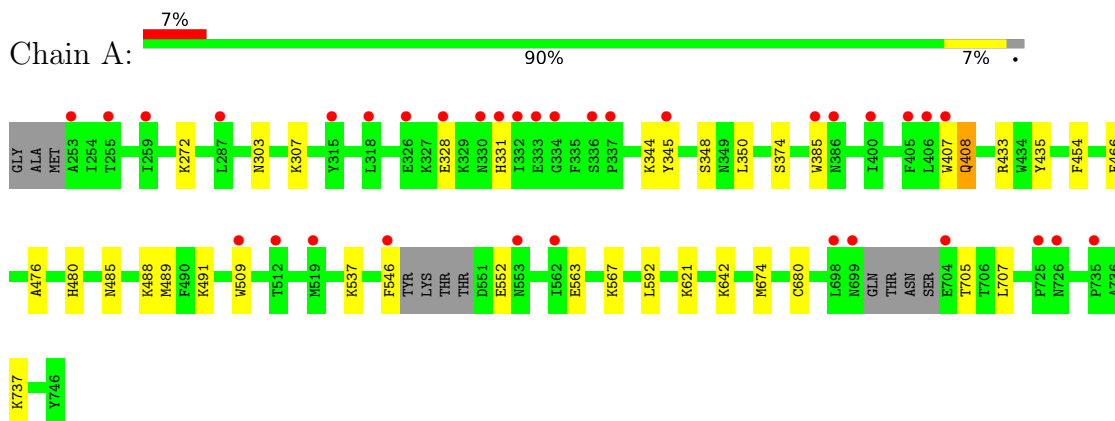 7%
Chain A:
90% 7% •
GLY ALA MET A253 I254 T255 I259 K272 L287 N303 K307 Y315 L318 E326 K327 E328 K329 N330 H331 I332 E333 G334 F335 S336 P337 K344 Y345 S348 N349 L350 S374 W385 N386 I400 F405 L406 W407 Q408 R433 W434 Y435 F454 E466
A476 H480 N485 K488 M489 F490 K491 W509 T512 M519 K537 F546 TYR LYS THR THR D551 E552 N553 I562 E563 K567 L592 K621 K642 M674 C680 L698 N699 GLN THR ASN SER E704 T705 T706 L707 P725 N726 P735 A736
K737 Y746